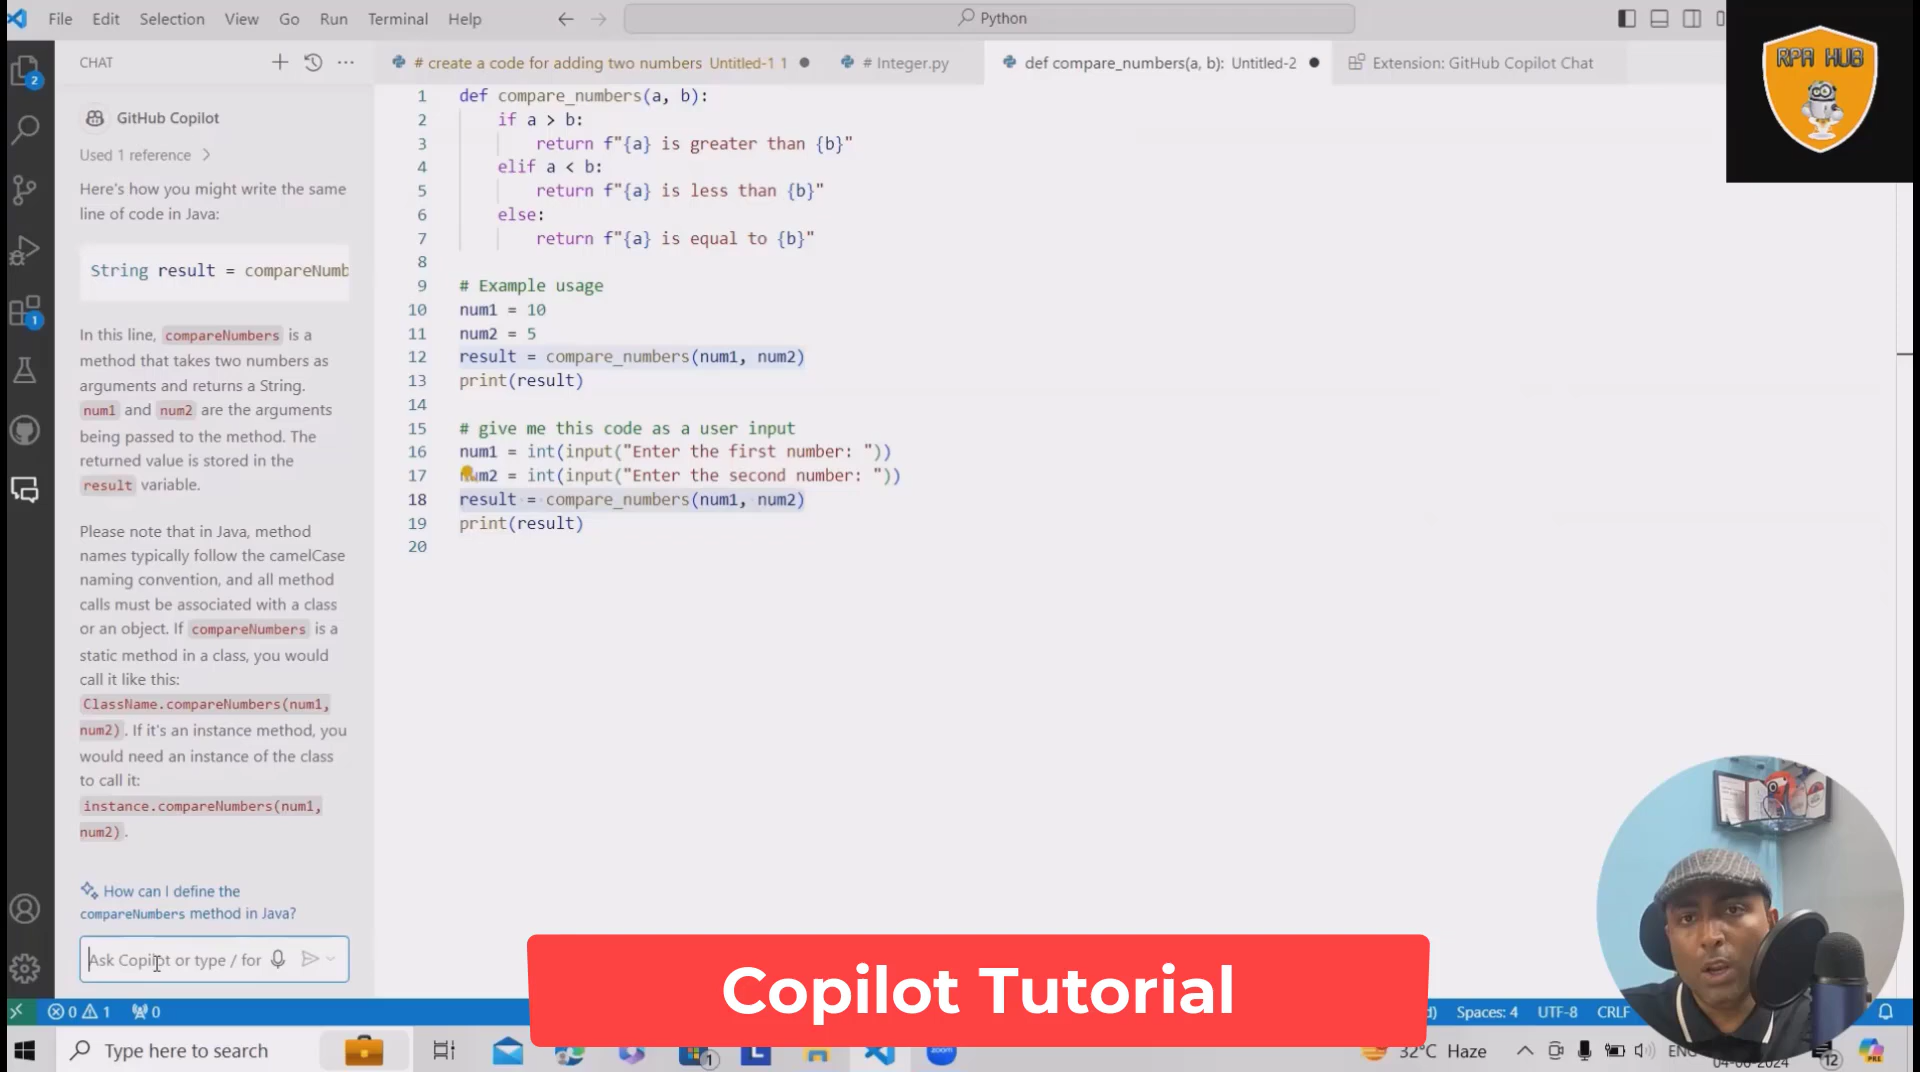 File Edit Selection View Go Run Terminal Help
Python
RPA HUB
CHAT
# create a code for adding two numbers Untitled-1 1
# Integer.py
def compare_numbers(a, b): Untitled-2
Extension: GitHub Copilot Chat
2
1
GitHub Copilot
Used 1 reference
Here's how you might write the same
line of code in Java:
String result = compareNumb
In this line, compareNumbers is a
method that takes two numbers as
arguments and returns a String.
num1 and num2 are the arguments
being passed to the method. The
returned value is stored in the
result variable.
Please note that in Java, method
names typically follow the camelCase
naming convention, and all method
calls must be associated with a class
or an object. If compareNumbers is a
static method in a class, you would
call it like this:
ClassName.compareNumbers(num1,
num2). If it's an instance method, you
would need an instance of the class
to call it:
instance.compareNumbers(num1,
num2).
How can I define the
compareNumbers method in Java?
Ask Copilot or type / for
1 def compare_numbers(a, b):
2 if a > b:
3 return f"{a} is greater than {b}"
4 elif a < b:
5 return f"{a} is less than {b}"
6 else:
7 return f"{a} is equal to {b}"
8
9 # Example usage
10 num1 = 10
11 num2 = 5
12 result = compare_numbers(num1, num2)
13 print(result)
14
15 # give me this code as a user input
16 num1 = int(input("Enter the first number: "))
17 num2 = int(input("Enter the second number: "))
18 result = compare_numbers(num1, num2)
19 print(result)
20
Copilot Tutorial
0 1 0
Spaces: 4 UTF-8 CRLF
Type here to search
1
L
zoom
32°C Haze
ENG
04-06-2024
12
PRE